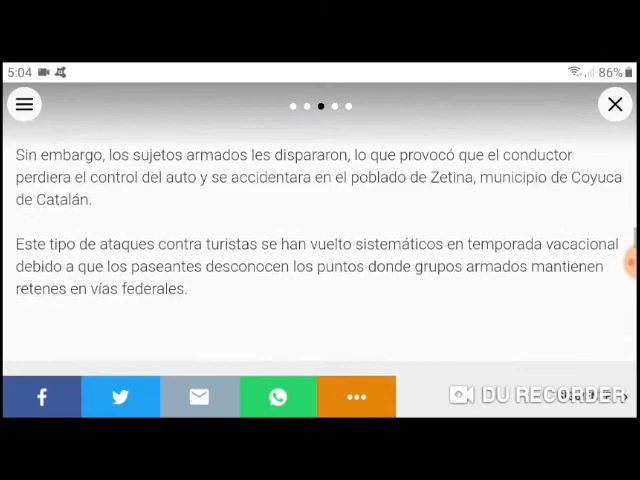 5:04 86%
Sin embargo, los sujetos armados les dispararon, lo que provocó que el conductor
perdiera el control del auto y se accidentara en el poblado de Zetina, municipio de Coyuca
de Catalán.
Este tipo de ataques contra turistas se han vuelto sistemáticos en temporada vacacional
debido a que los paseantes desconocen los puntos donde grupos armados mantienen
retenes en vías federales.
DU RECORDER